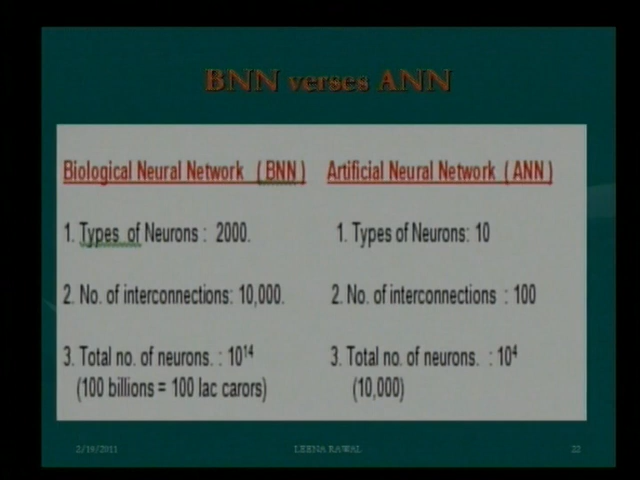 BNN verses ANN
Biological Neural Network ( BNN )
1. Types of Neurons : 2000.
2. No. of interconnections: 10,000.
3. Total no. of neurons. : 10¹⁴
(100 billions = 100 lac carors)
Artificial Neural Network ( ANN )
1. Types of Neurons: 10
2. No. of interconnections : 100
3. Total no. of neurons. : 10⁴
(10,000)
2/19/2011
LEENA RAWAL
22